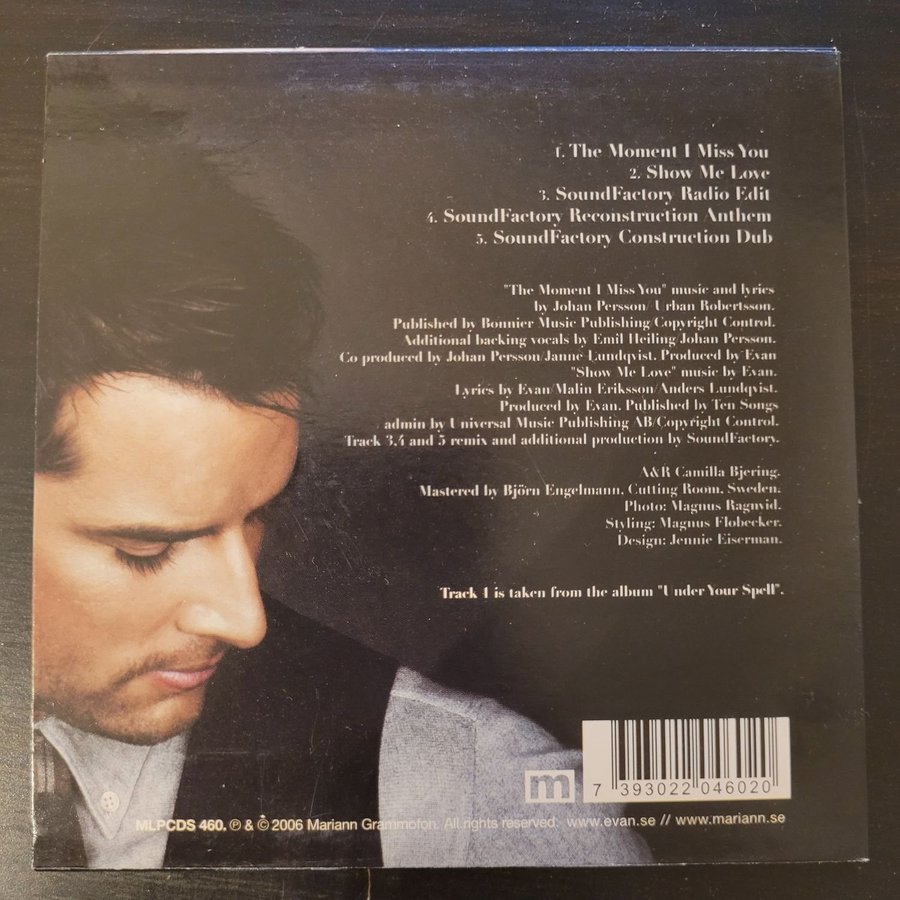 1. The Moment I Miss You
2. Show Me Love
3. SoundFactory Radio Edit
4. SoundFactory Reconstruction Anthem
5. SoundFactory Construction Dub
"The Moment I Miss You" music and lyrics
by Johan Persson/ Urban Robertsson.
Published by Bonnier Music Publishing/Copyright Control.
Additional backing vocals by Emil Heiling Johan Persson.
Co produced by Johan Persson/Janne Lundqvist. Produced by Evan
"Show Me Love" music by Evan.
Lyrics by Evan/Malin Eriksson/Anders Lundqvist.
Produced by Evan. Published by Ten Songs
admin by Universal Music Publishing AB/Copyright Control.
Track 3.4 and 5 remix and additional production by SoundFactory.
A&R Camilla Bjering.
Mastered by Björn Engelmann, Cutting Room, Sweden.
Photo: Magnus Ragnvid.
Styling: Magnus Flobecker.
Design: Jennie Eiserman.
Track 1 is taken from the album "Under Your Spell".
m
7 393022 046020
MLPCDS 460. ℗ & © 2006 Mariann Grammofon. All rights reserved. www.evan.se // www.mariann.se